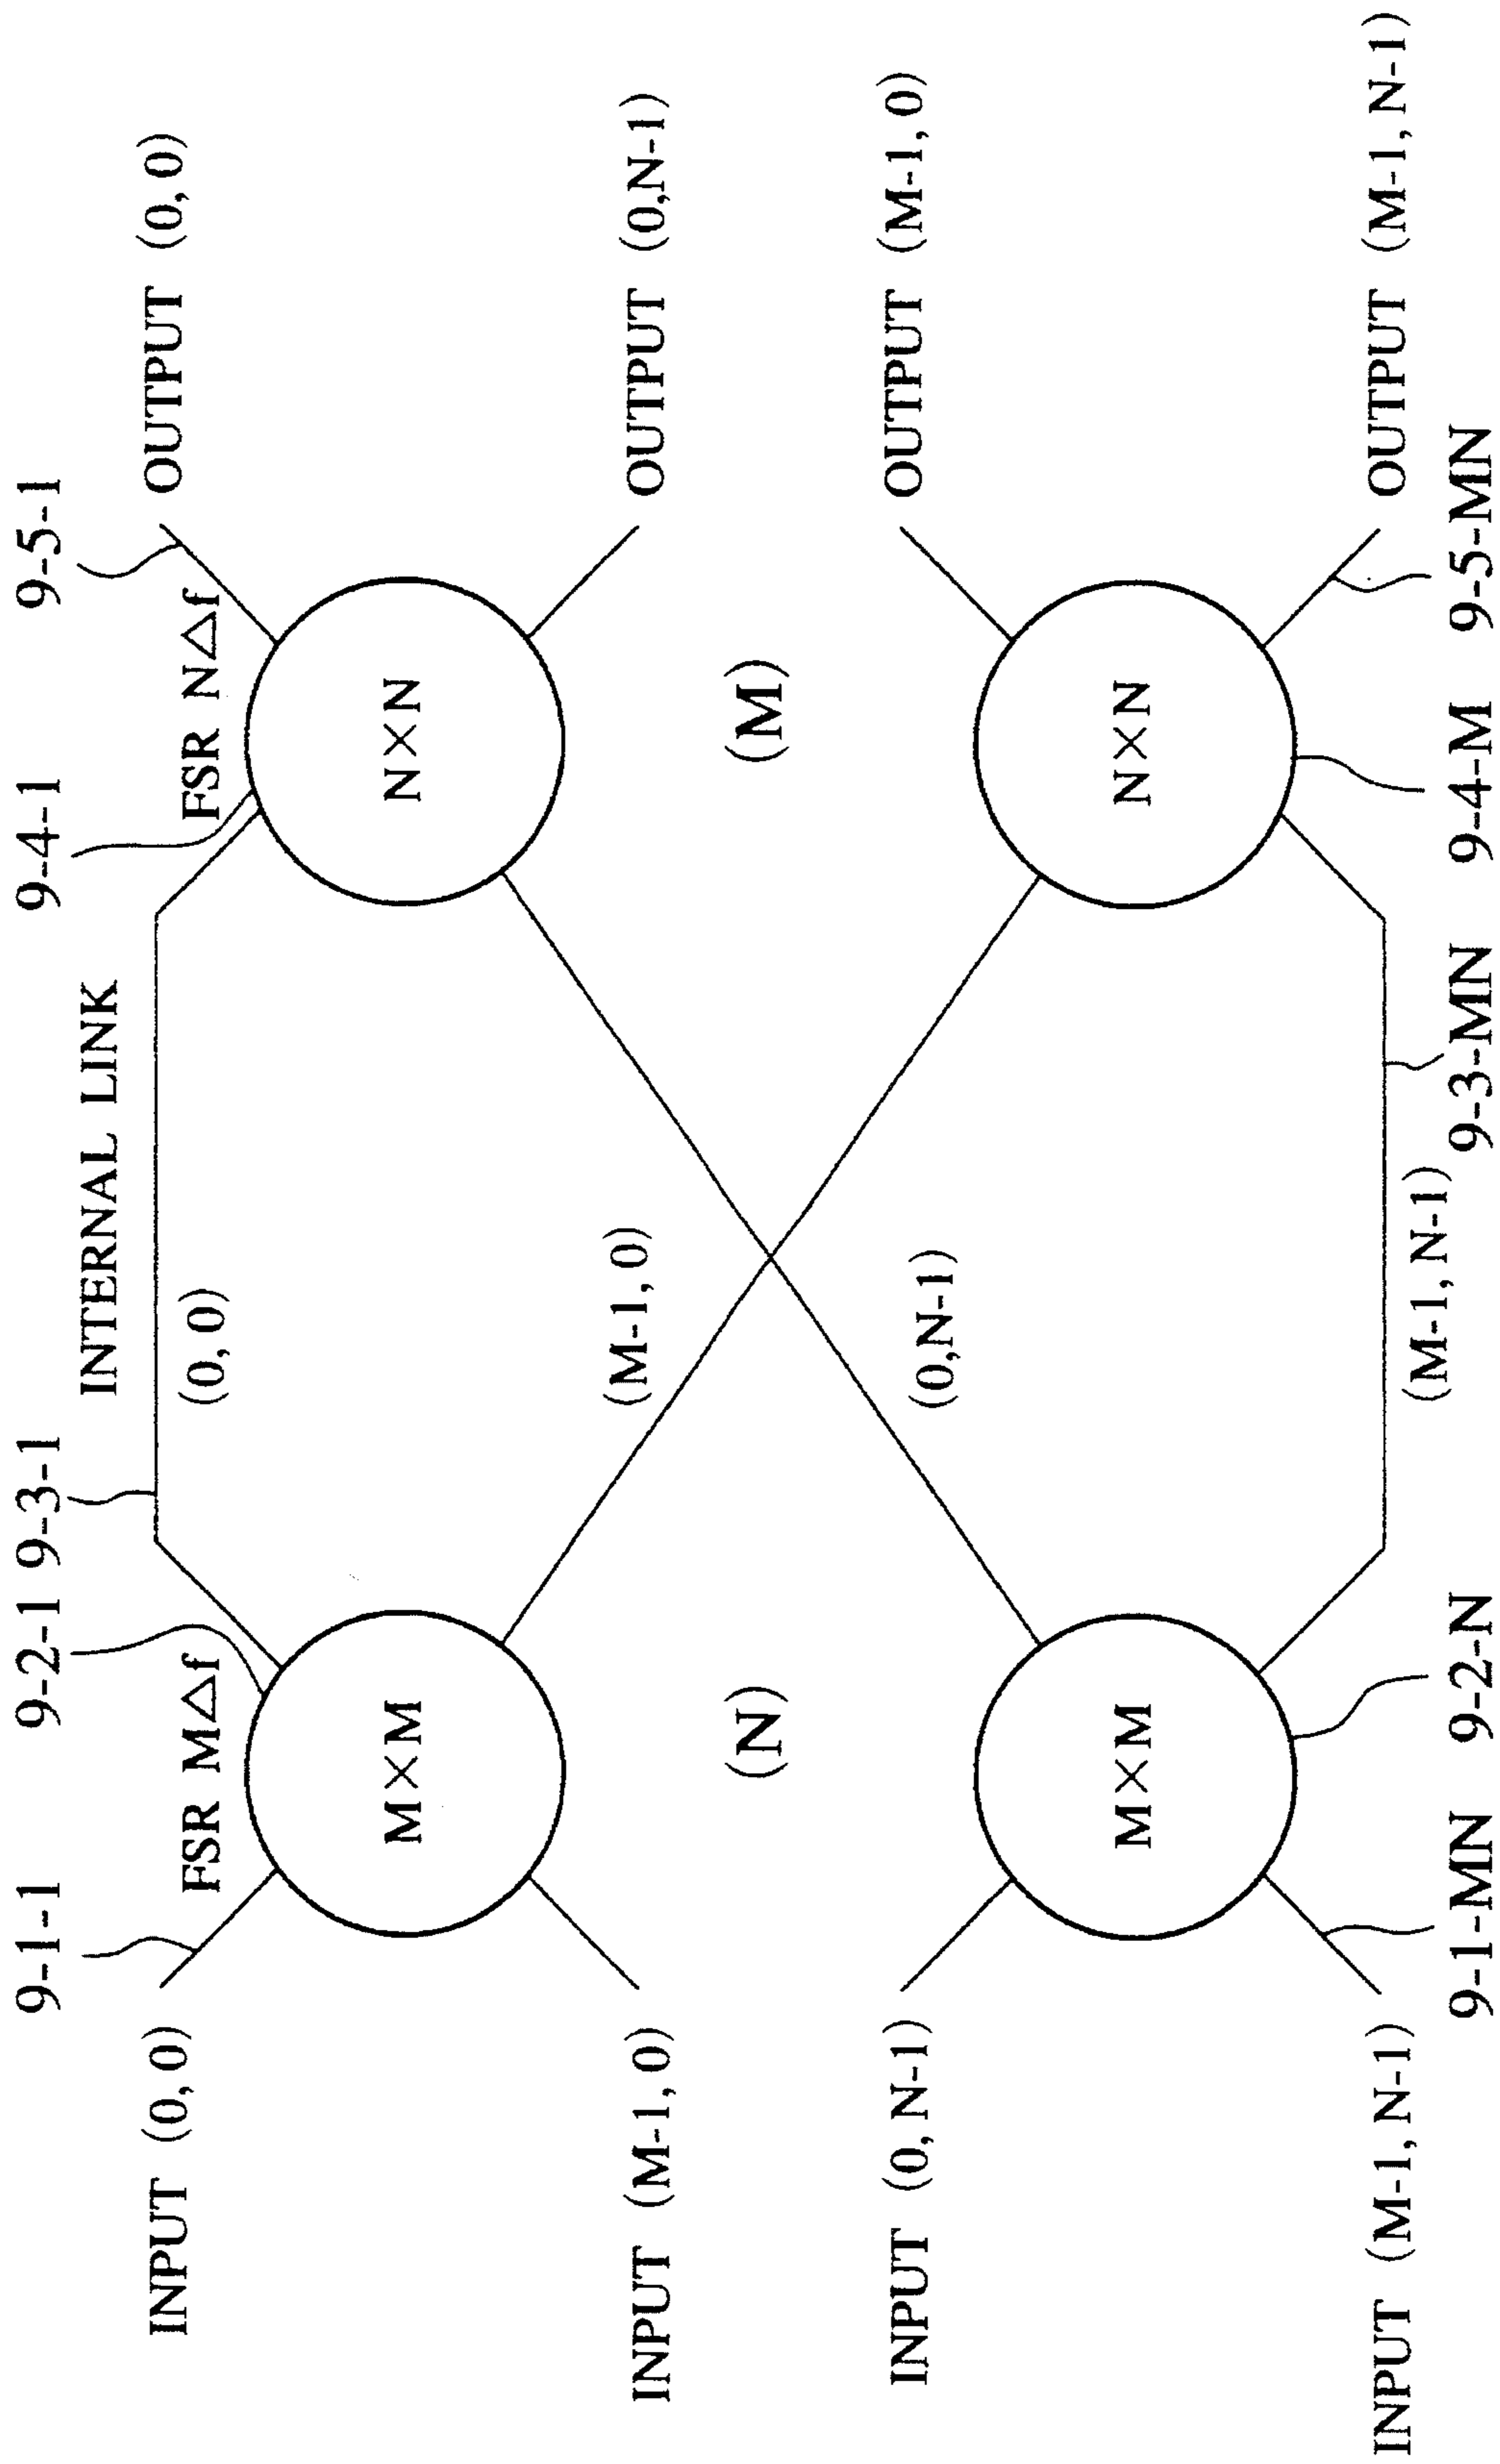 9-1-1
9-2-1
9-3-1
9-4-1
9-5-1
INTERNAL LINK
FSR M△f
FSR N△f
INPUT (0, 0)
(0, 0)
OUTPUT (0, 0)
M×M
N×N
INPUT (M-1, 0)
(M-1, 0)
OUTPUT (0,N-1)
(N)
(M)
INPUT (0, N-1)
(0,N-1)
OUTPUT (M-1, 0)
M×M
N×N
INPUT (M-1, N-1)
(M-1, N-1)
OUTPUT (M-1, N-1)
9-1-MN
9-2-N
9-3-MN
9-4-M
9-5-MN